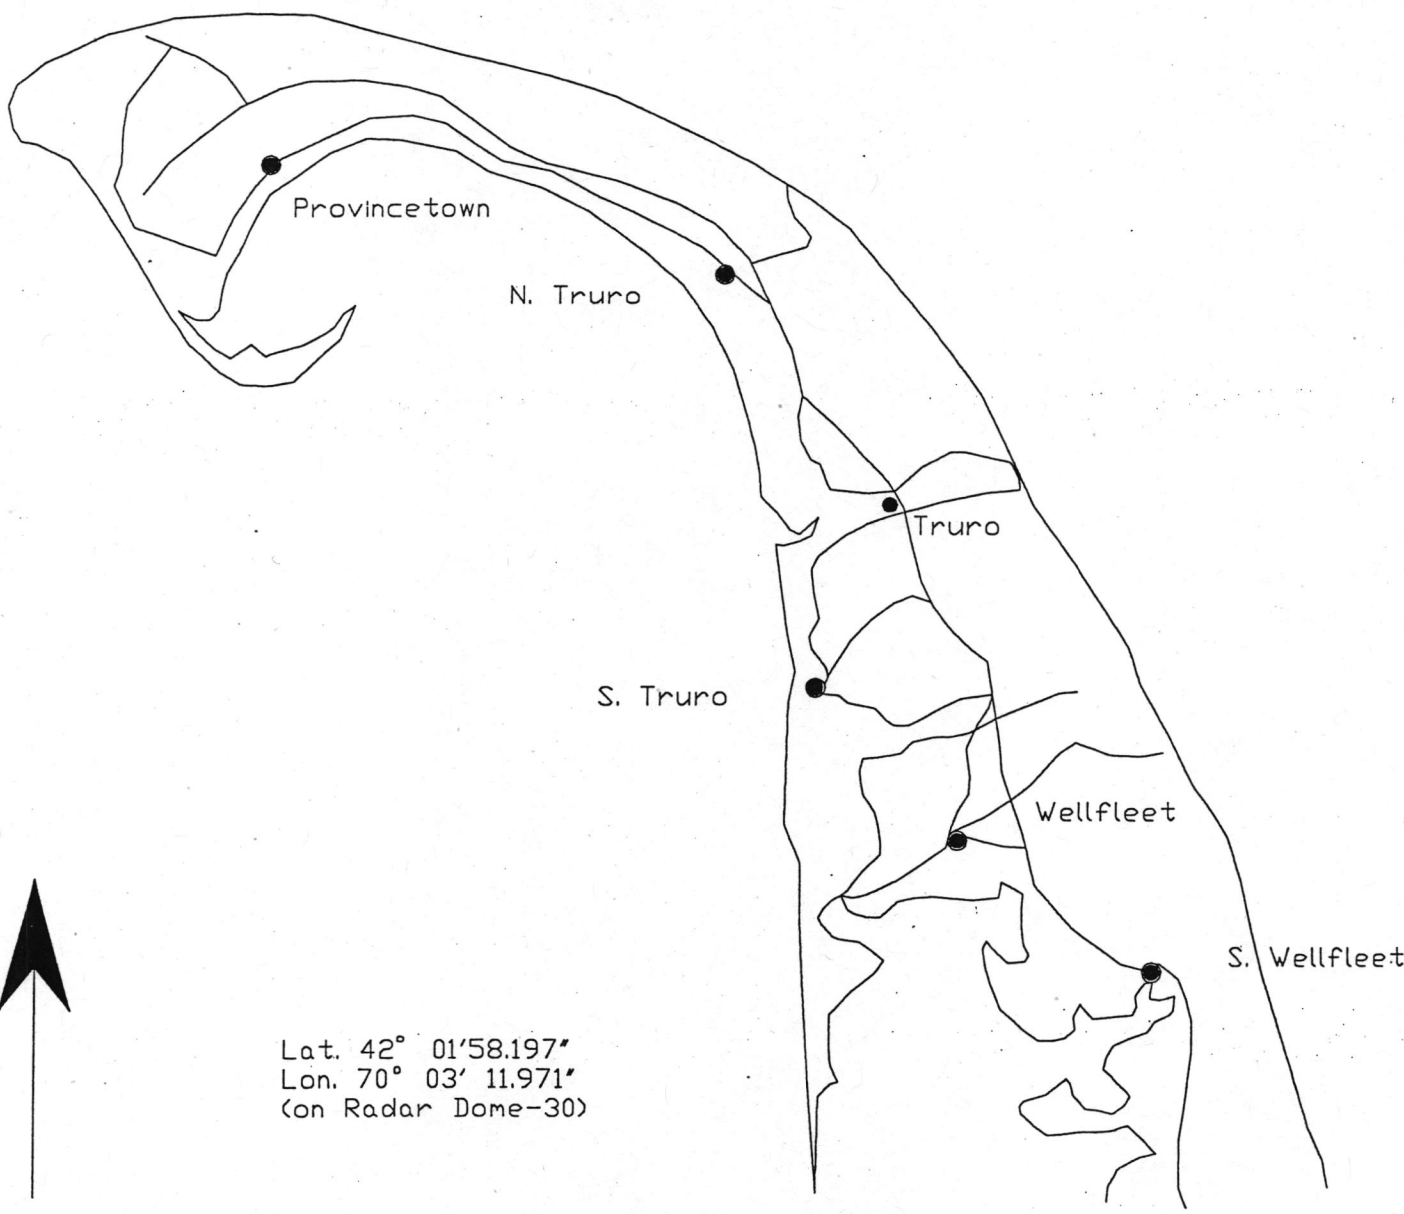 Provincetown
N. Truro
Truro
S. Truro
Wellfleet
S. Wellfleet
Lat. 42° 01'58.197"
Lon. 70° 03' 11.971"
(on Radar Dome-30)